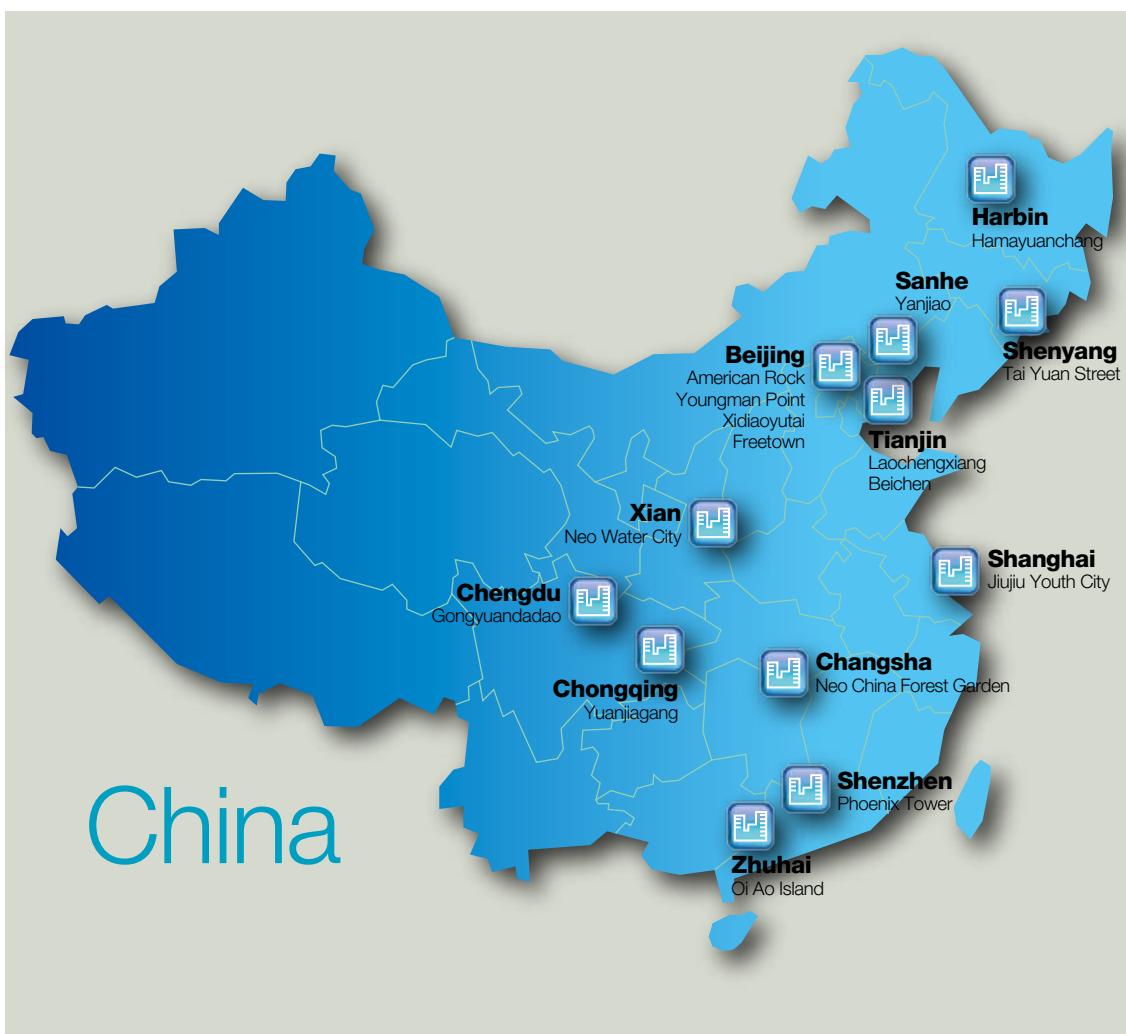 Harbin
Hamayuanchang
Sanhe
Yanjiao
Shenyang
Tai Yuan Street
Beijing
American Rock
Youngman Point
Xidiaoyutai
Freetown
Tianjin
Laochengxiang
Beichen
Xian
Neo Water City
Shanghai
Jiujiu Youth City
Chengdu
Gongyuandadao
Chongqing
Yuanjiagang
Changsha
Neo China Forest Garden
Shenzhen
Phoenix Tower
Zhuhai
Oi Ao Island
China